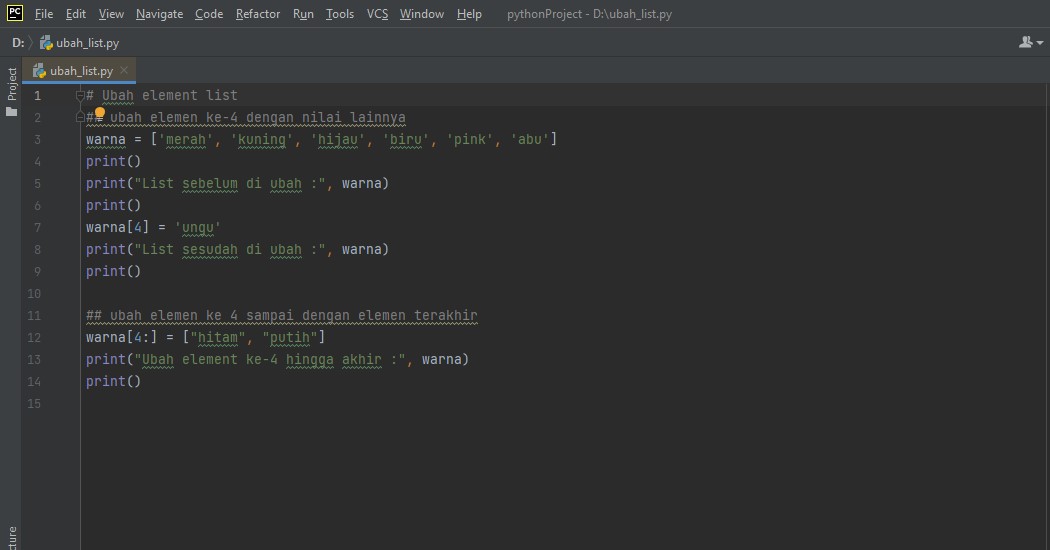 PC File Edit View Navigate Code Refactor Run Tools VCS Window Help pythonProject - D:\ubah_list.py
D: ubah_list.py
Project
ubah_list.py
1 # Ubah element list
2 ## ubah elemen ke-4 dengan nilai lainnya
3 warna = ['merah', 'kuning', 'hijau', 'biru', 'pink', 'abu']
4 print()
5 print("List sebelum di ubah :", warna)
6 print()
7 warna[4] = 'ungu'
8 print("List sesudah di ubah :", warna)
9 print()
10
11 ## ubah elemen ke 4 sampai dengan elemen terakhir
12 warna[4:] = ["hitam", "putih"]
13 print("Ubah element ke-4 hingga akhir :", warna)
14 print()
15
cture